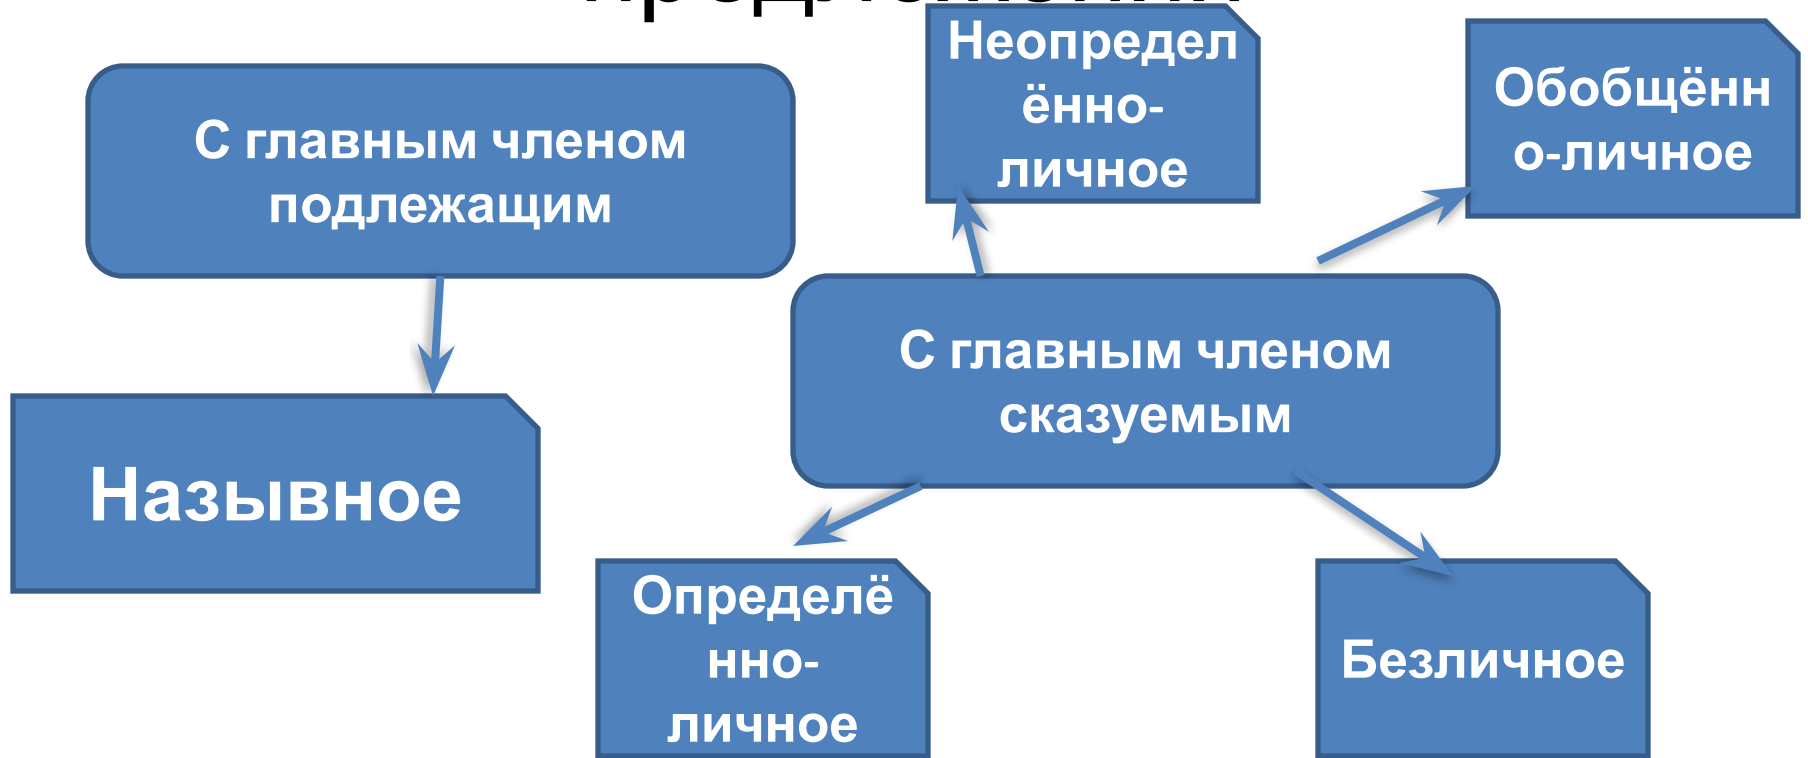 Неопредел
ённо-
личное
Обобщённ
о-личное
С главным членом
подлежащим
С главным членом
сказуемым
Назывное
Определё
нно-
личное
Безличное